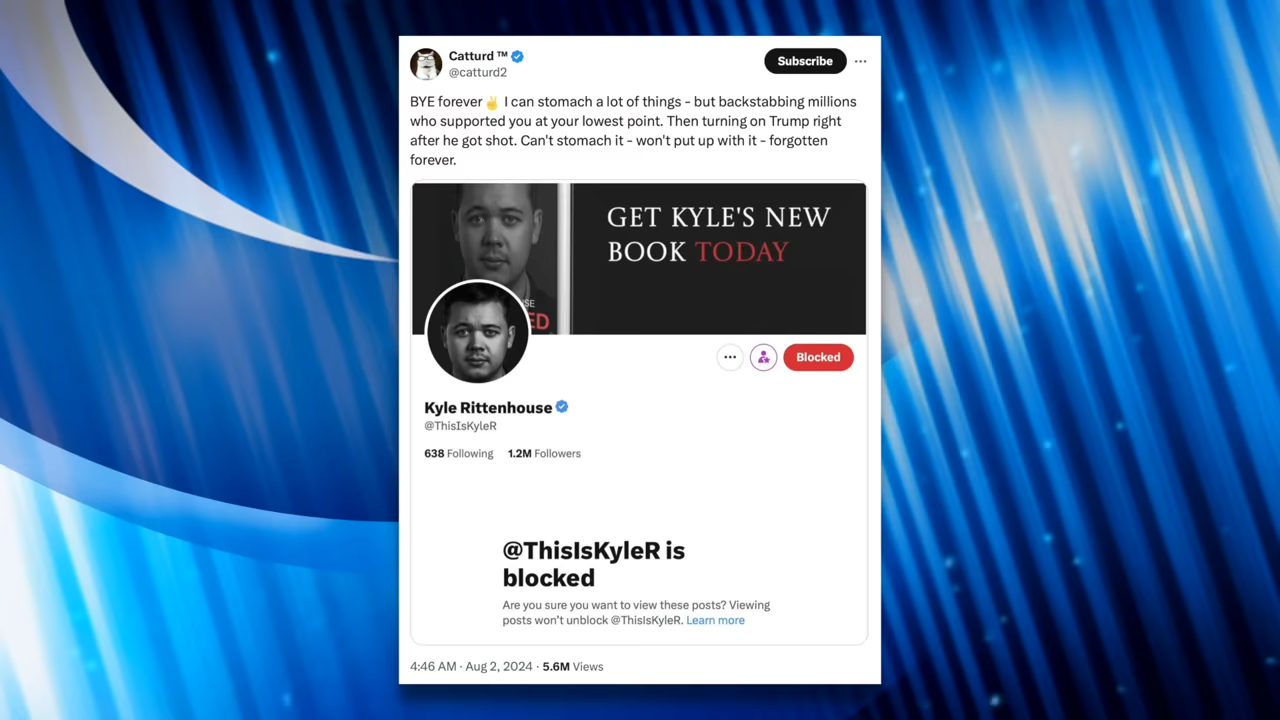 Catturd ™
@catturd2
Subscribe
BYE forever✌️ I can stomach a lot of things - but backstabbing millions
who supported you at your lowest point. Then turning on Trump right
after he got shot. Can't stomach it - won't put up with it - forgotten
forever.
GET KYLE'S NEW
BOOK TODAY
SE
ED
Blocked
Kyle Rittenhouse
@ThisIsKyleR
638 Following 1.2M Followers
@ThisIsKyleR is
blocked
Are you sure you want to view these posts? Viewing
posts won't unblock @ThisIsKyleR. Learn more
4:46 AM · Aug 2, 2024 · 5.6M Views